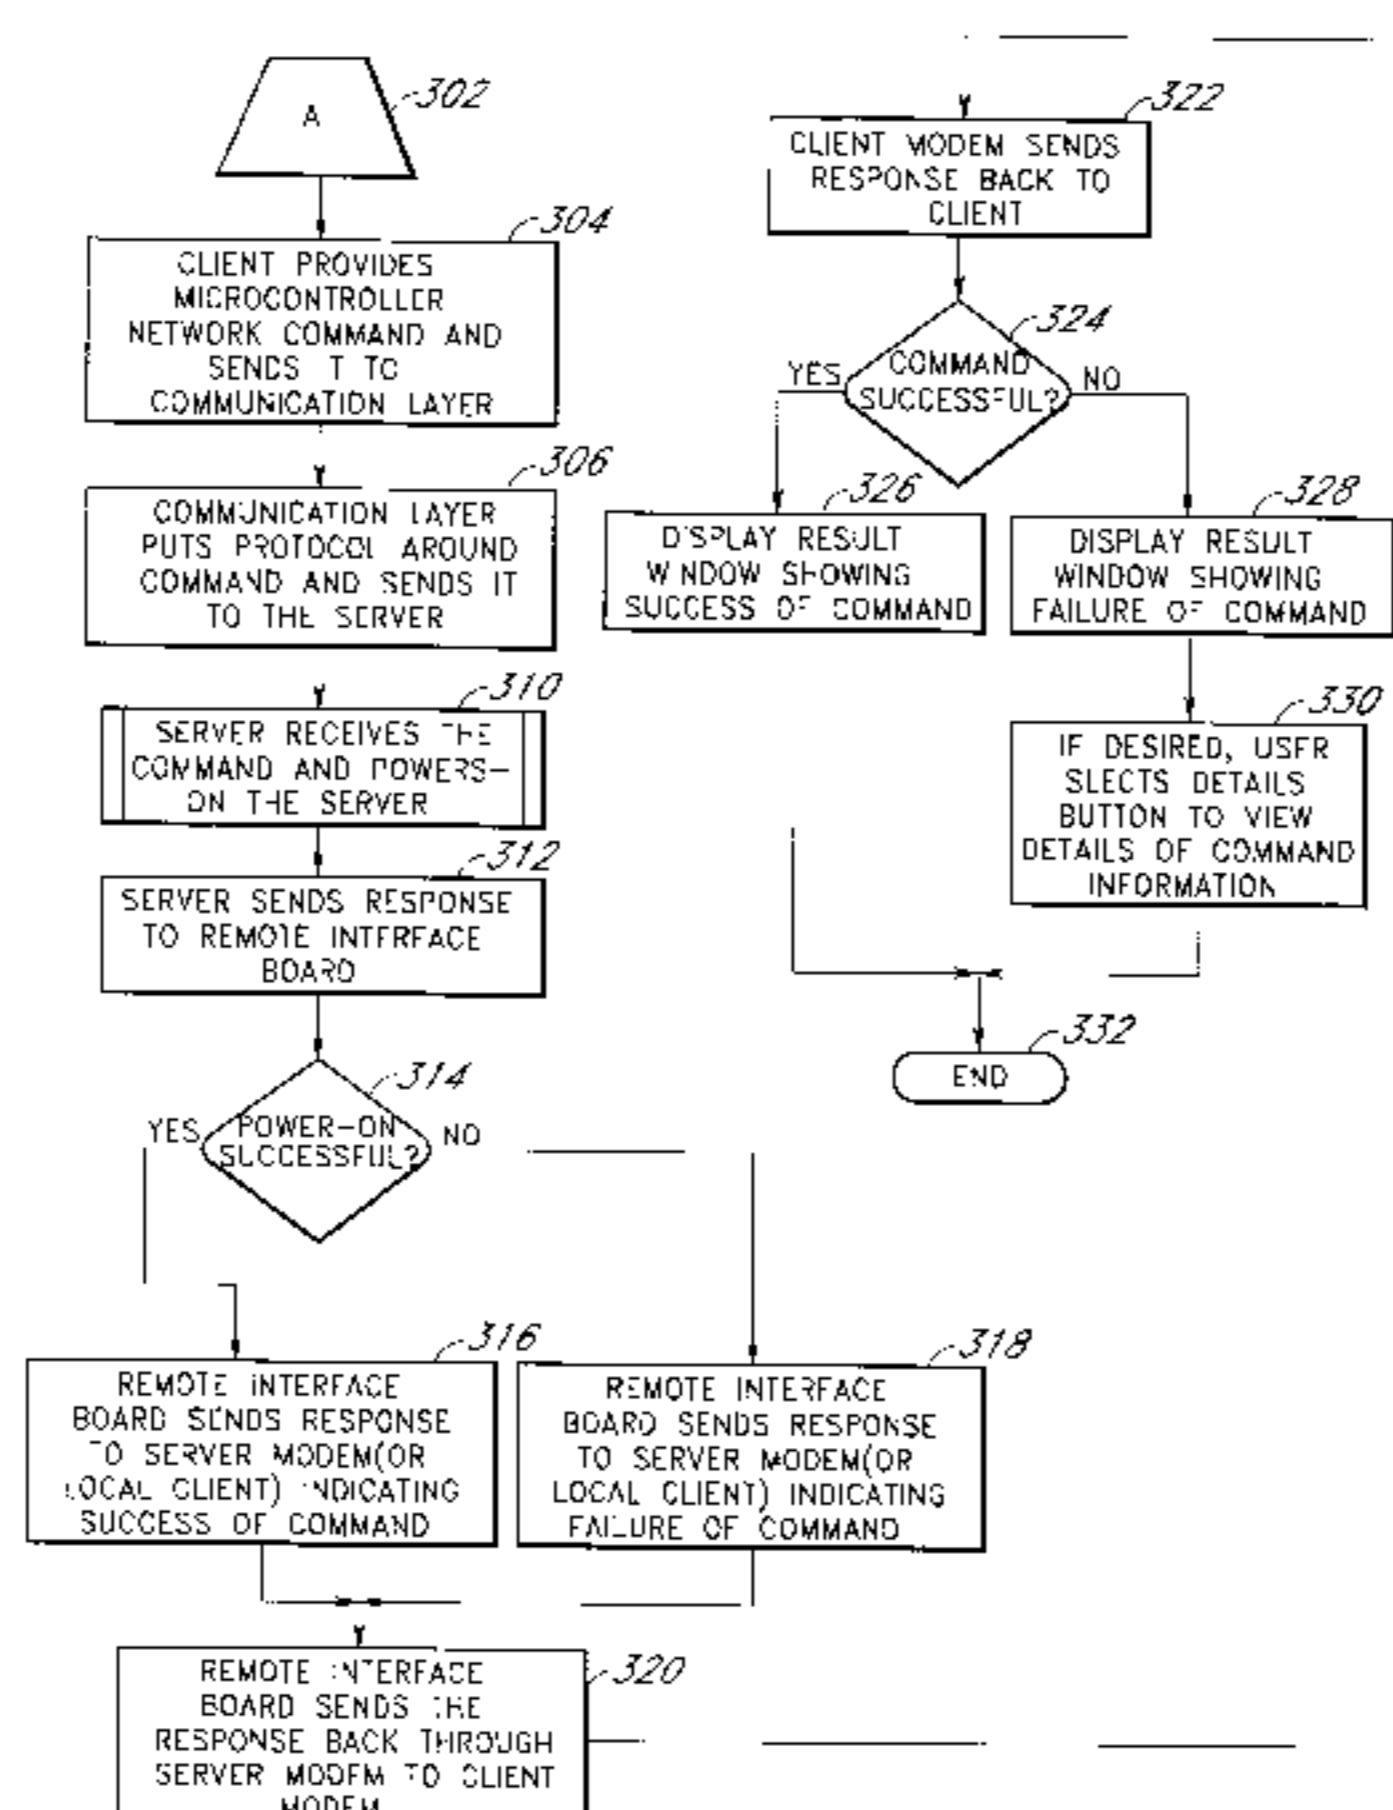 A
302
304
CLIENT PROVIDES
MICROCONTROLLER
NETWORK COMMAND AND
SENDS IT TO
COMMUNICATION LAYER
306
COMMUNICATION LAYER
PUTS PROTOCOL AROUND
COMMAND AND SENDS IT
TO THE SERVER
310
SERVER RECEIVES THE
COMMAND AND POWERS-
ON THE SERVER
312
SERVER SENDS RESPONSE
TO REMOTE INTERFACE
BOARD
314
YES
POWER-ON
SUCCESSFUL?
NO
316
REMOTE INTERFACE
BOARD SENDS RESPONSE
TO SERVER MODEM(OR
LOCAL CLIENT) INDICATING
SUCCESS OF COMMAND
318
REMOTE INTERFACE
BOARD SENDS RESPONSE
TO SERVER MODEM(OR
LOCAL CLIENT) INDICATING
FAILURE OF COMMAND
320
REMOTE INTERFACE
BOARD SENDS THE
RESPONSE BACK THROUGH
SERVER MODEM TO CLIENT
MODEM
322
CLIENT MODEM SENDS
RESPONSE BACK TO
CLIENT
324
YES
COMMAND
SUCCESSFUL?
NO
326
DISPLAY RESULT
WINDOW SHOWING
SUCCESS OF COMMAND
328
DISPLAY RESULT
WINDOW SHOWING
FAILURE OF COMMAND
330
IF DESIRED, USER
SLECTS DETAILS
BUTTON TO VIEW
DETAILS OF COMMAND
INFORMATION
332
END